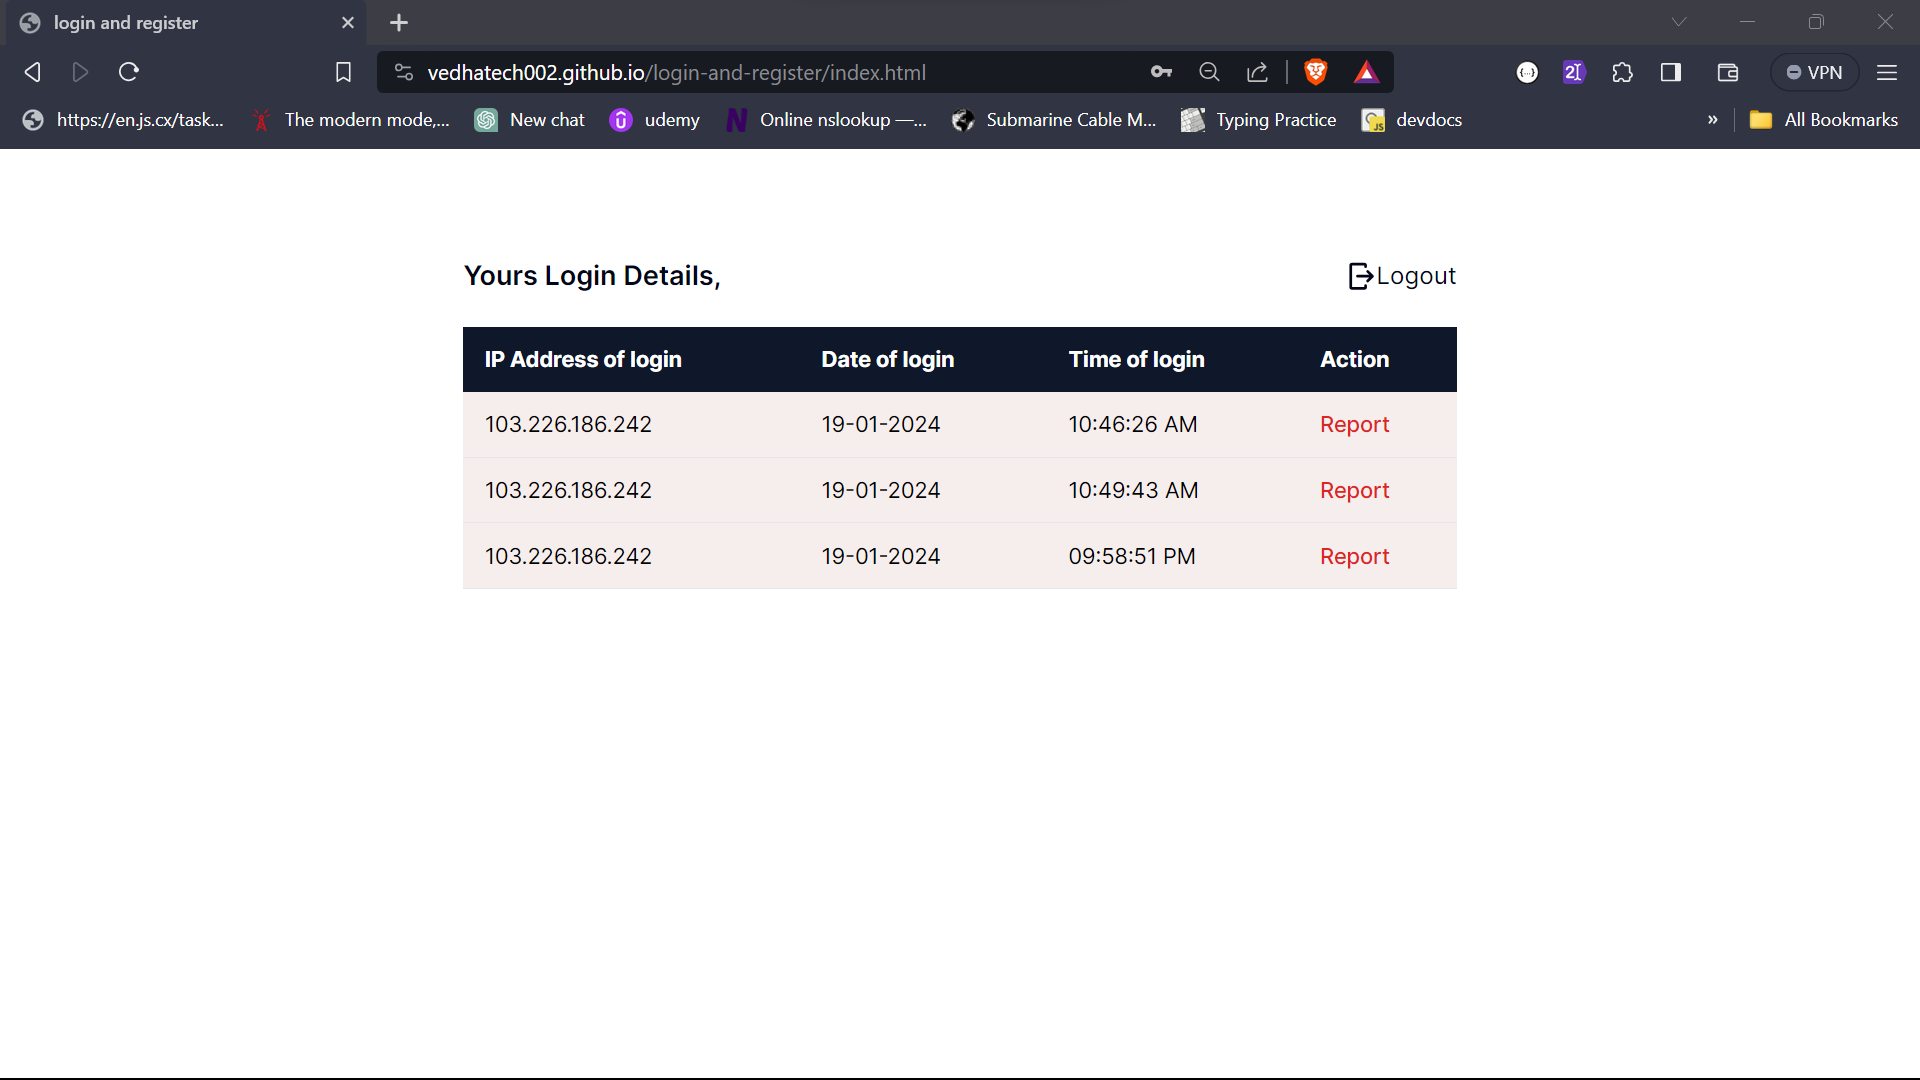 login and register
vedhatech002.github.io/login-and-register/index.html
VPN
https://en.js.cx/task...
The modern mode,...
New chat
udemy
Online nslookup —...
Submarine Cable M...
Typing Practice
devdocs
»
All Bookmarks
Yours Login Details,
Logout
IP Address of login Date of login Time of login Action
103.226.186.242 19-01-2024 10:46:26 AM Report
103.226.186.242 19-01-2024 10:49:43 AM Report
103.226.186.242 19-01-2024 09:58:51 PM Report